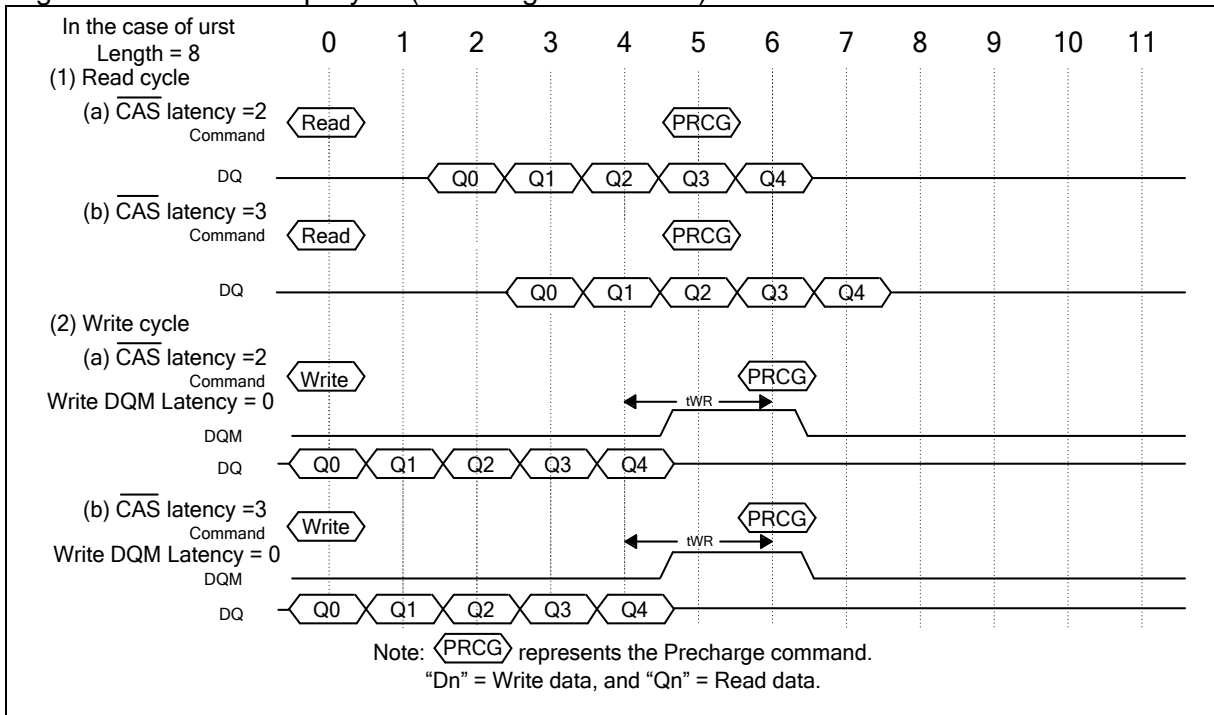 In the case of urst
Length = 8
0 1 2 3 4 5 6 7 8 9 10 11
(1) Read cycle
(a) CAS latency =2
Command Read PRCG
DQ Q0 Q1 Q2 Q3 Q4
(b) CAS latency =3
Command Read PRCG
DQ Q0 Q1 Q2 Q3 Q4
(2) Write cycle
(a) CAS latency =2
Command Write PRCG
Write DQM Latency = 0 tWR
DQM
DQ Q0 Q1 Q2 Q3 Q4
(b) CAS latency =3
Command Write PRCG
Write DQM Latency = 0 tWR
DQM
DQ Q0 Q1 Q2 Q3 Q4
Note: PRCG represents the Precharge command.
“Dn” = Write data, and “Qn” = Read data.